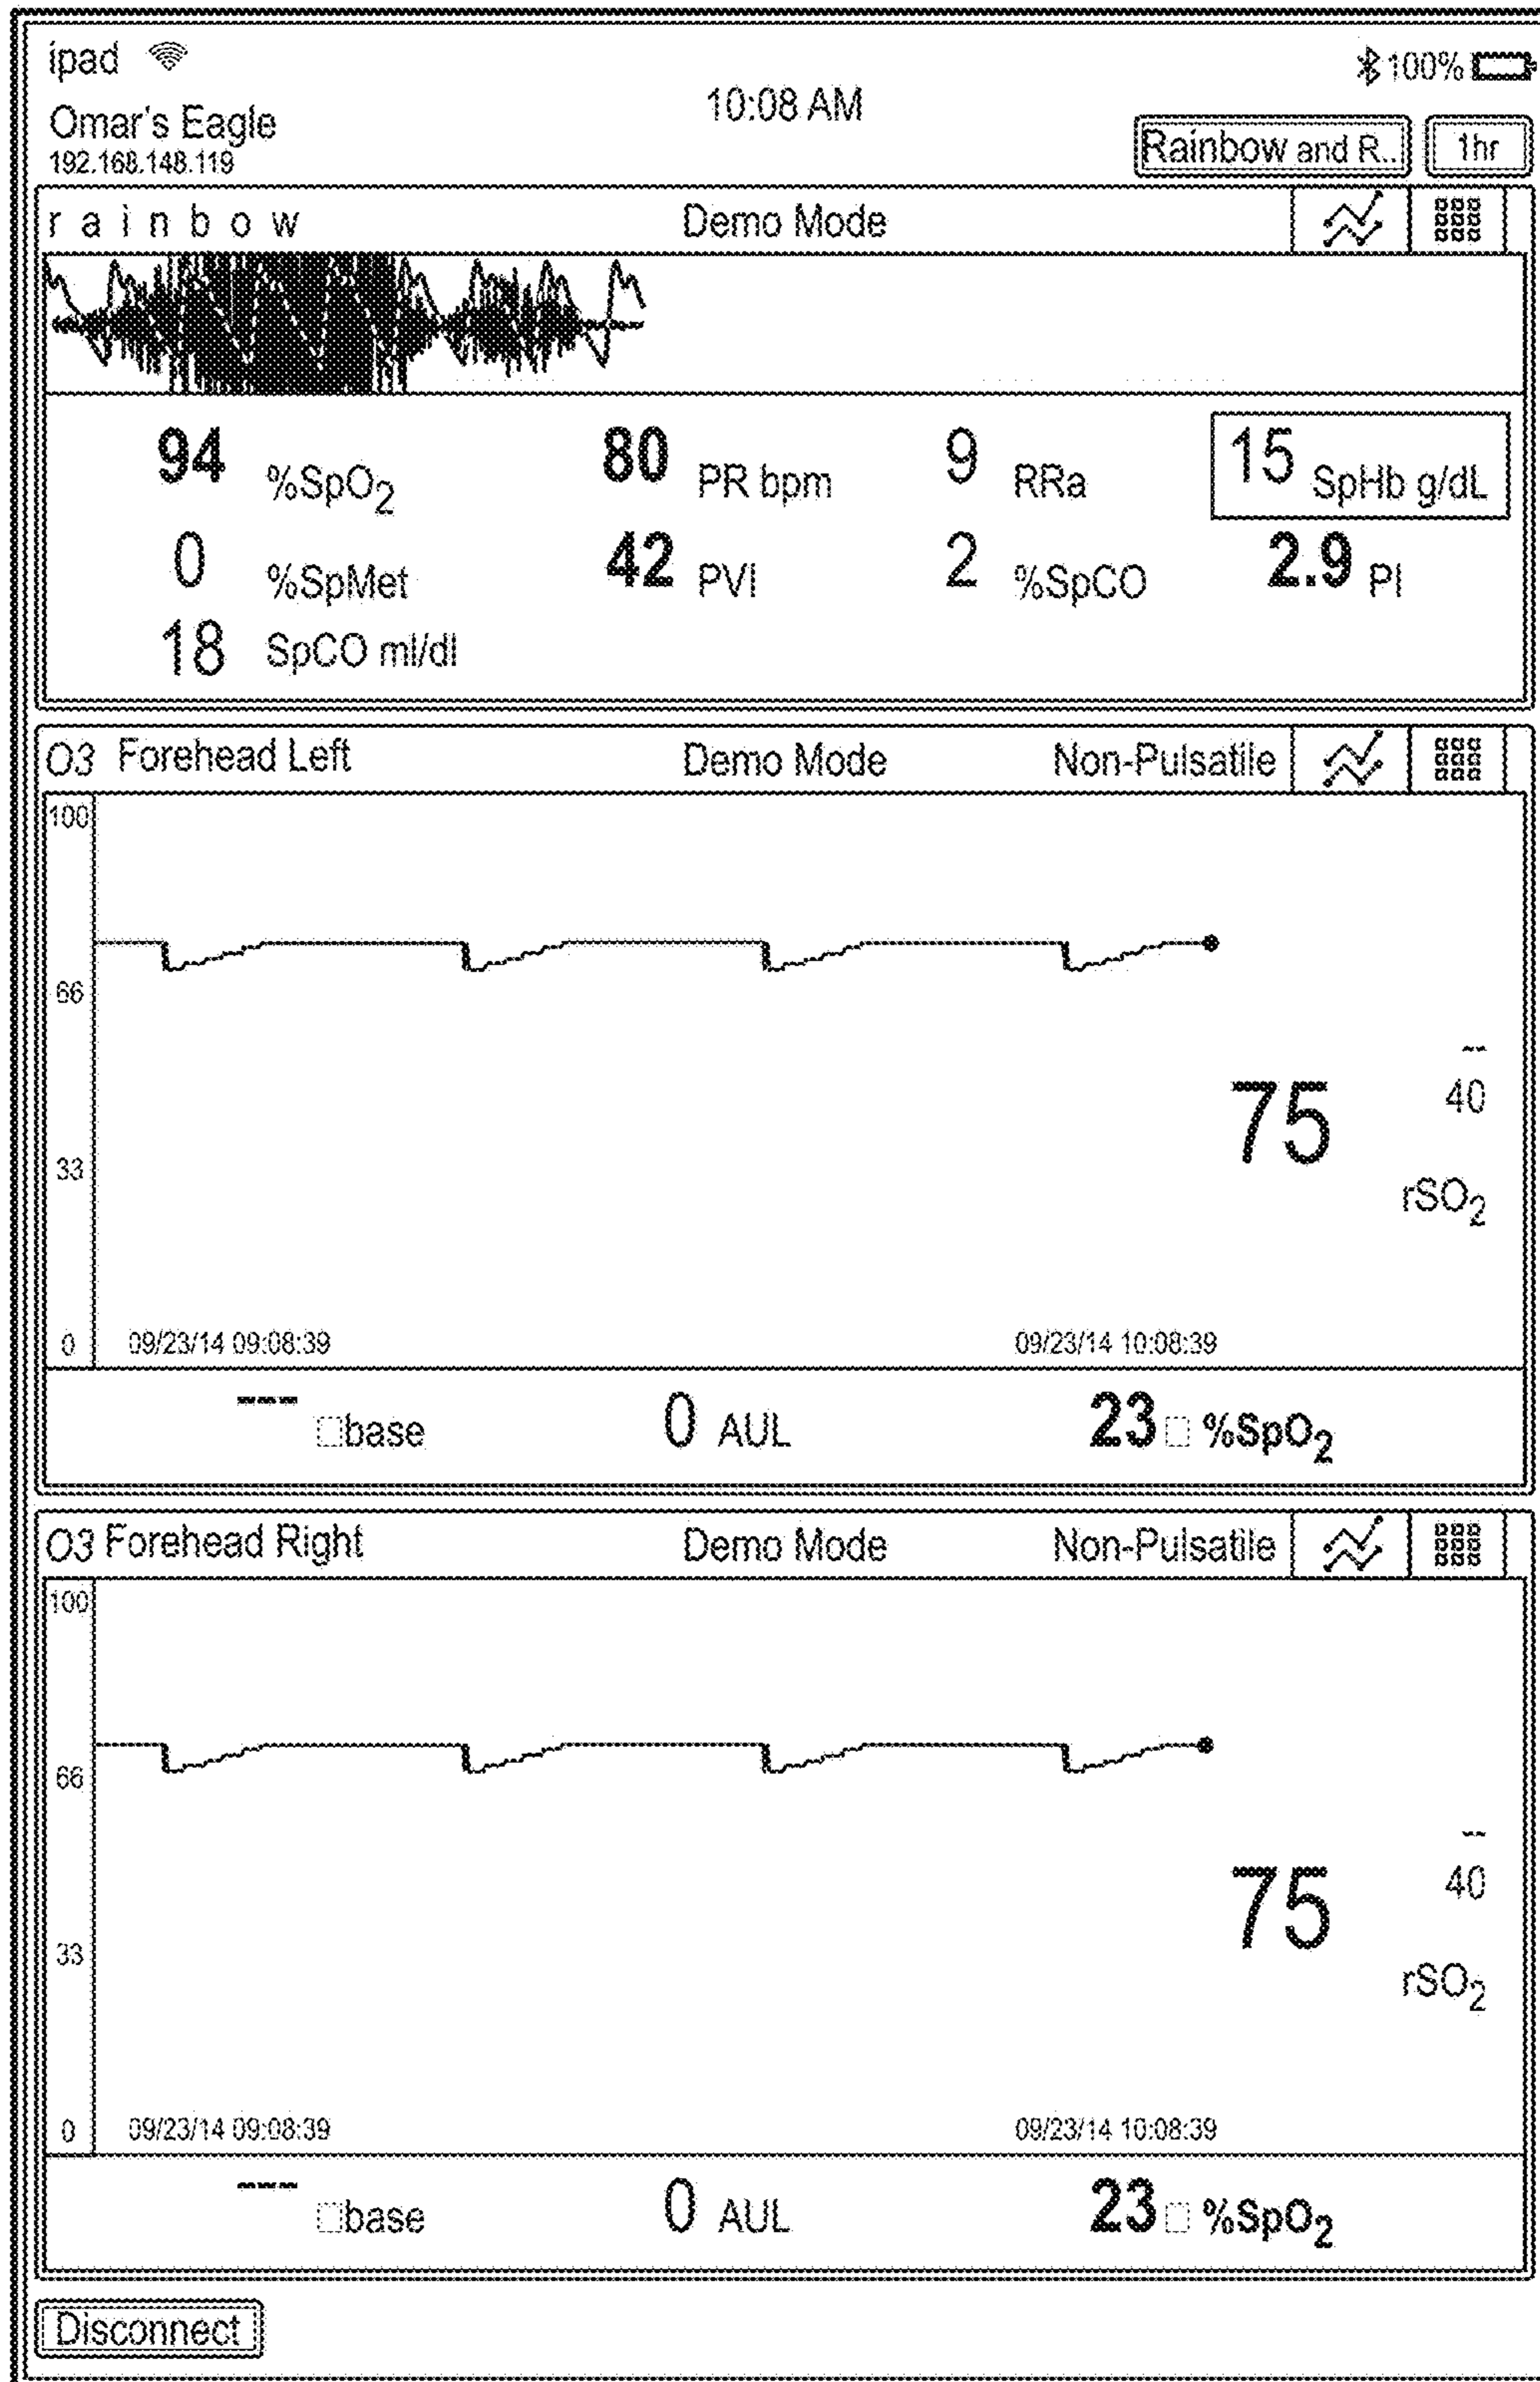 ipad 100%
10:08 AM
Omar's Eagle
192.168.148.119
Rainbow and R.. 1hr
rainbow Demo Mode
94 %SpO2 80 PR bpm 9 RRa 15 SpHb g/dL
0 %SpMet 42 PVI 2 %SpCO 2.9 PI
18 SpCO ml/dl
O3 Forehead Left Demo Mode Non-Pulsatile
100
66
--
75 40
33
rSO2
0 09/23/14 09:08:39 09/23/14 10:08:39
--- □base 0 AUL 23 □ %SpO2
O3 Forehead Right Demo Mode Non-Pulsatile
100
66
--
75 40
33
rSO2
0 09/23/14 09:08:39 09/23/14 10:08:39
--- □base 0 AUL 23 □ %SpO2
Disconnect